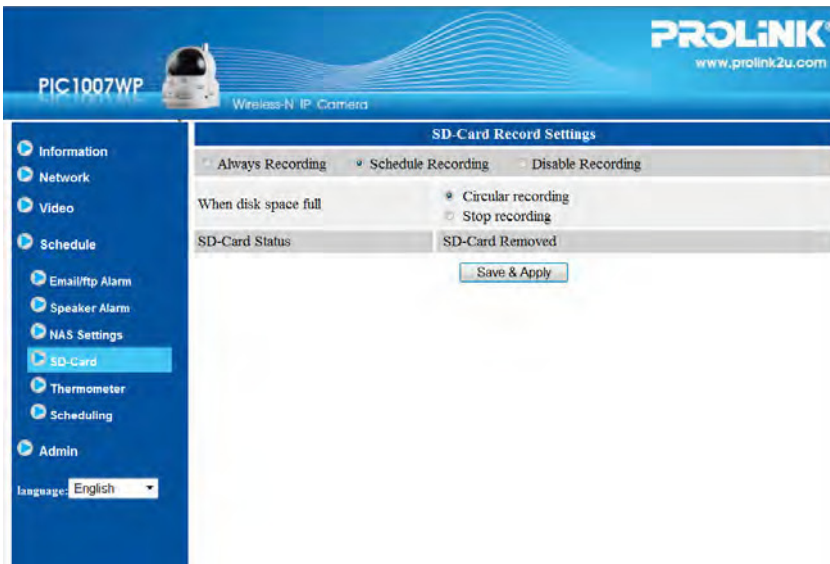 PROLiNK
www.prolink2u.com
PIC1007WP
Wireless-N IP Camera
Information
Network
Video
Schedule
Email/ftp Alarm
Speaker Alarm
NAS Settings
SD-Card
Thermometer
Scheduling
Admin
language: English
SD-Card Record Settings
Always Recording Schedule Recording Disable Recording
When disk space full Circular recording
Stop recording
SD-Card Status SD-Card Removed
Save & Apply